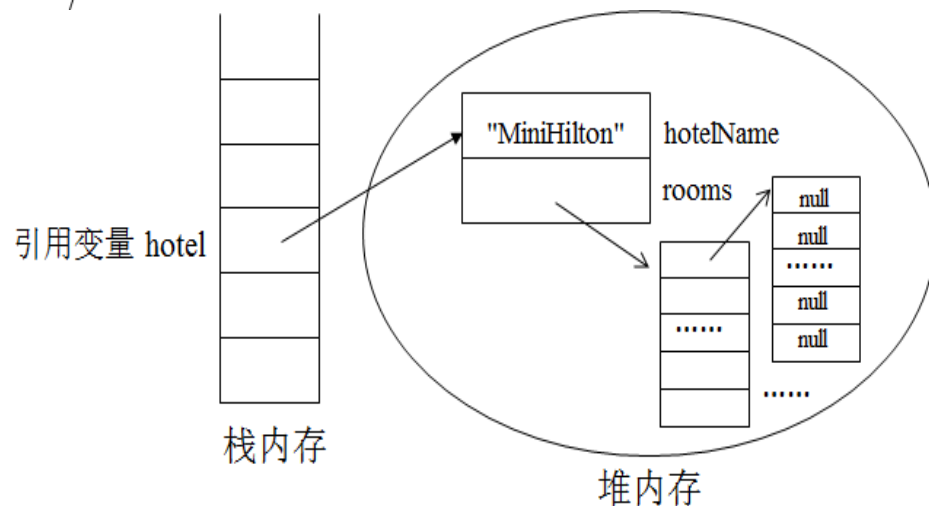 "MiniHilton" hotelName
rooms
null
null
……
null
null
引用变量 hotel
……
……
栈内存
堆内存